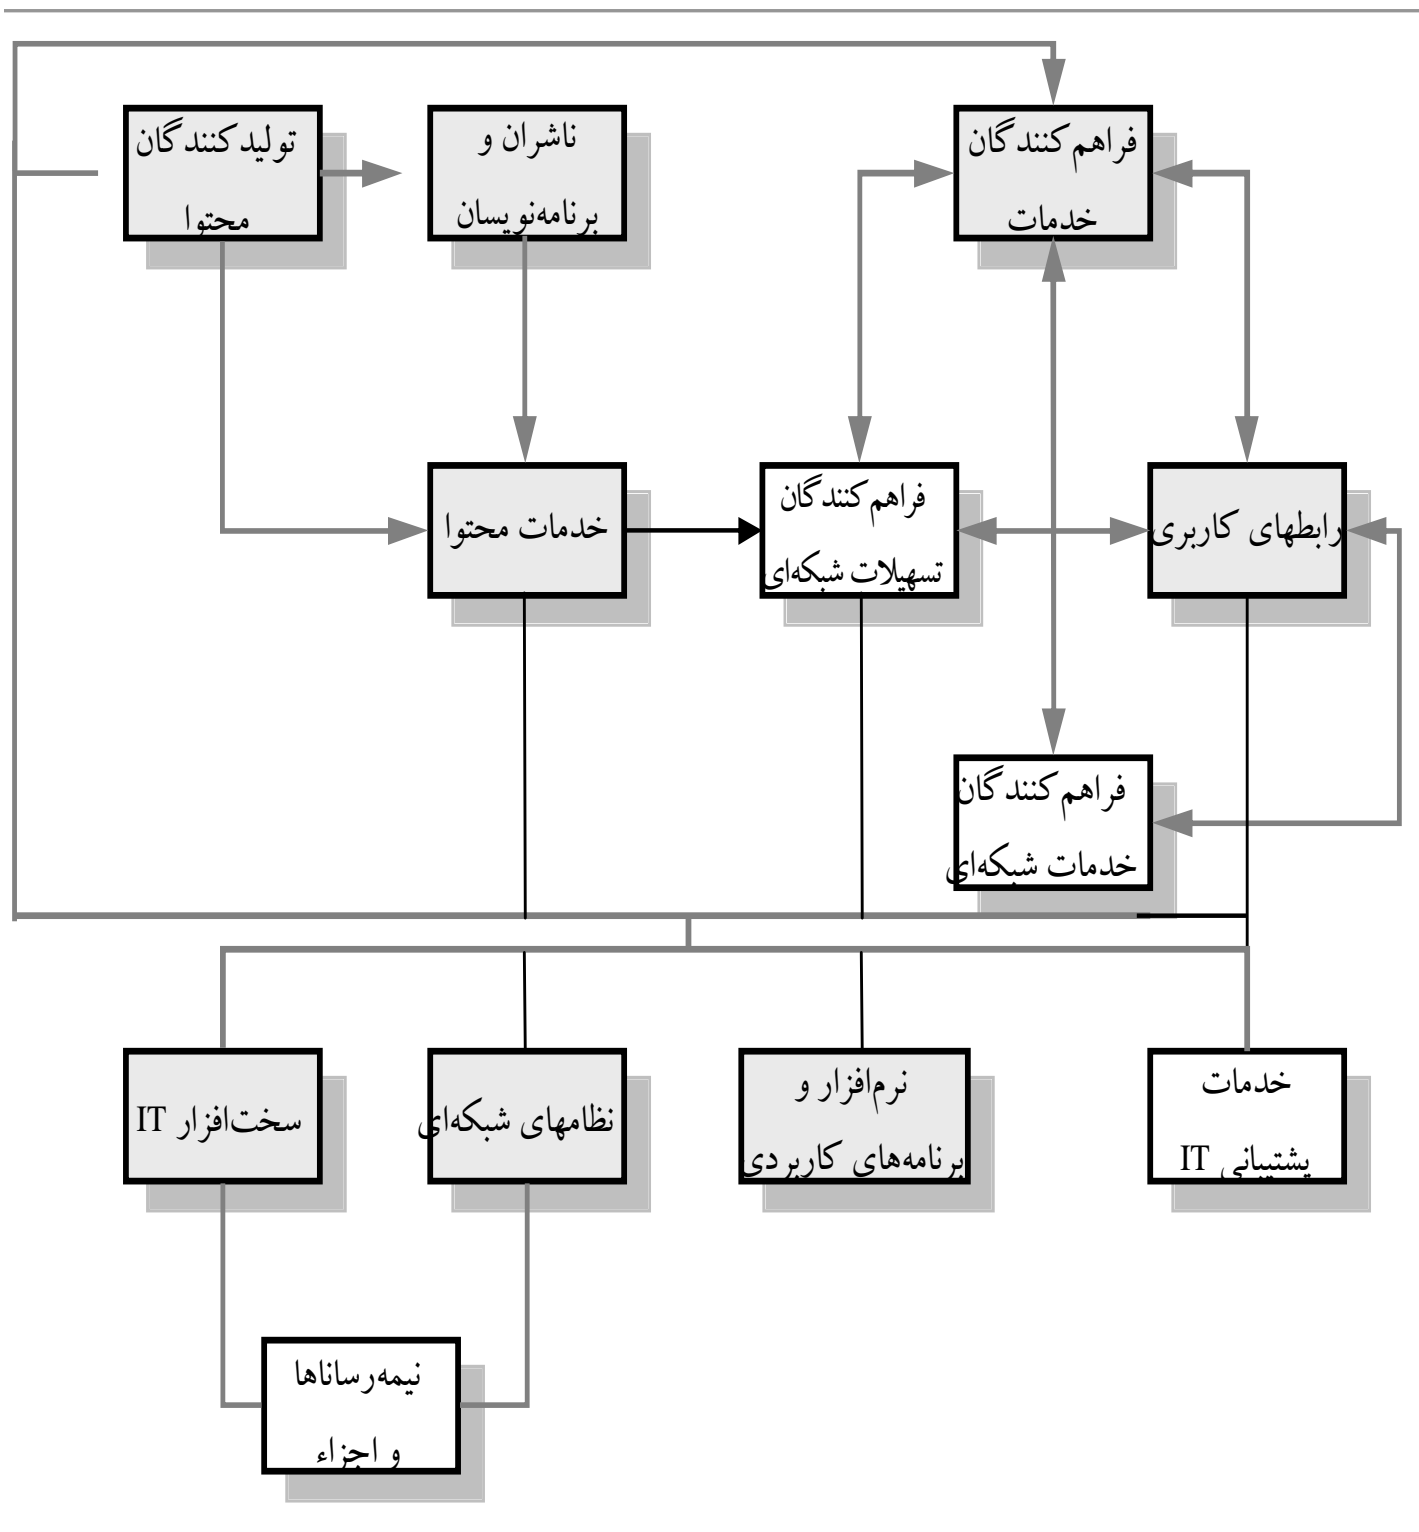 تولیدکنندگان
محتوا
ناشران و
برنامه‌نویسان
فراهم‌کنندگان
خدمات
خدمات محتوا
فراهم‌کنندگان
تسهیلات شبکه‌ای
رابطهای کاربری
فراهم‌کنندگان
خدمات شبکه‌ای
سخت‌افزار IT
نظامهای شبکه‌ای
نرم‌افزار و
برنامه‌های کاربردی
خدمات
پشتیبانی IT
نیمه‌رساناها
و اجزاء